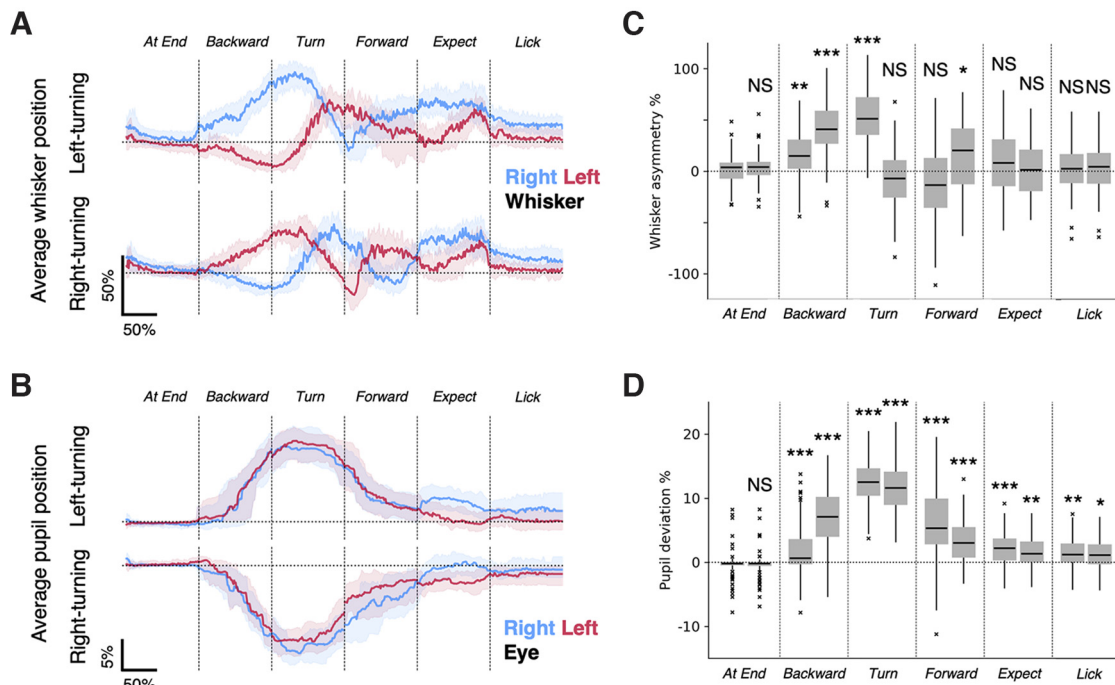 A
At End Backward Turn Forward Expect Lick
Average whisker position
Left-turning
Right-turning
Right Left
Whisker
50%
50%
B
At End Backward Turn Forward Expect Lick
Average pupil position
Left-turning
Right-turning
Right Left
Eye
5%
50%
C
Whisker asymmetry %
100
0
-100
NS ** *** *** NS NS * NS NS NS NS
At End Backward Turn Forward Expect Lick
D
Pupil deviation %
20
10
0
-10
NS *** *** *** *** *** *** *** ** ** *
At End Backward Turn Forward Expect Lick